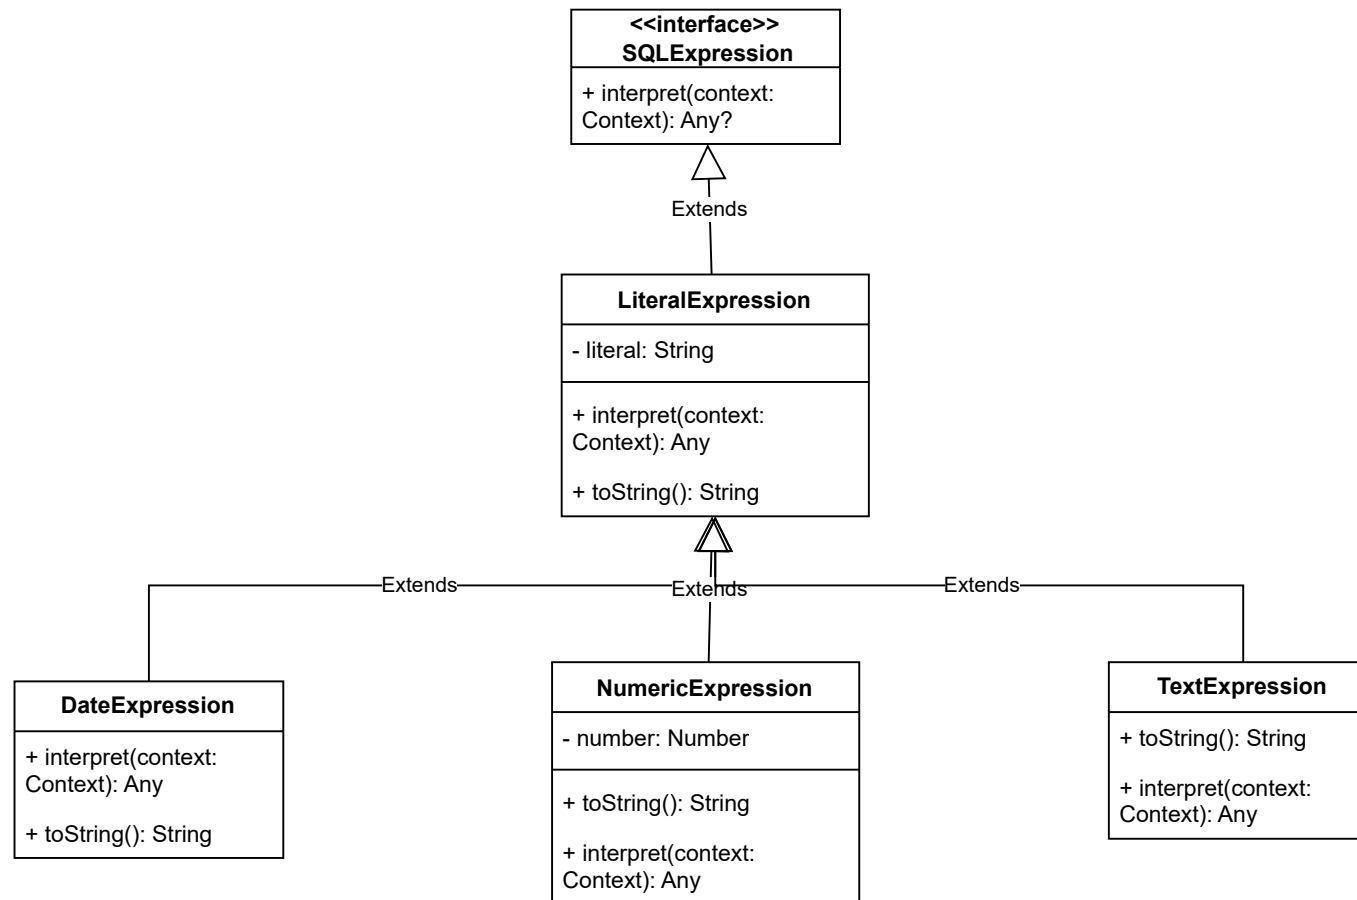 <<interface>>
SQLExpression
+ interpret(context:
Context): Any?
Extends
LiteralExpression
- literal: String
+ interpret(context:
Context): Any
+ toString(): String
Extends
Extends
Extends
DateExpression
+ interpret(context:
Context): Any
+ toString(): String
NumericExpression
- number: Number
+ toString(): String
+ interpret(context:
Context): Any
TextExpression
+ toString(): String
+ interpret(context:
Context): Any